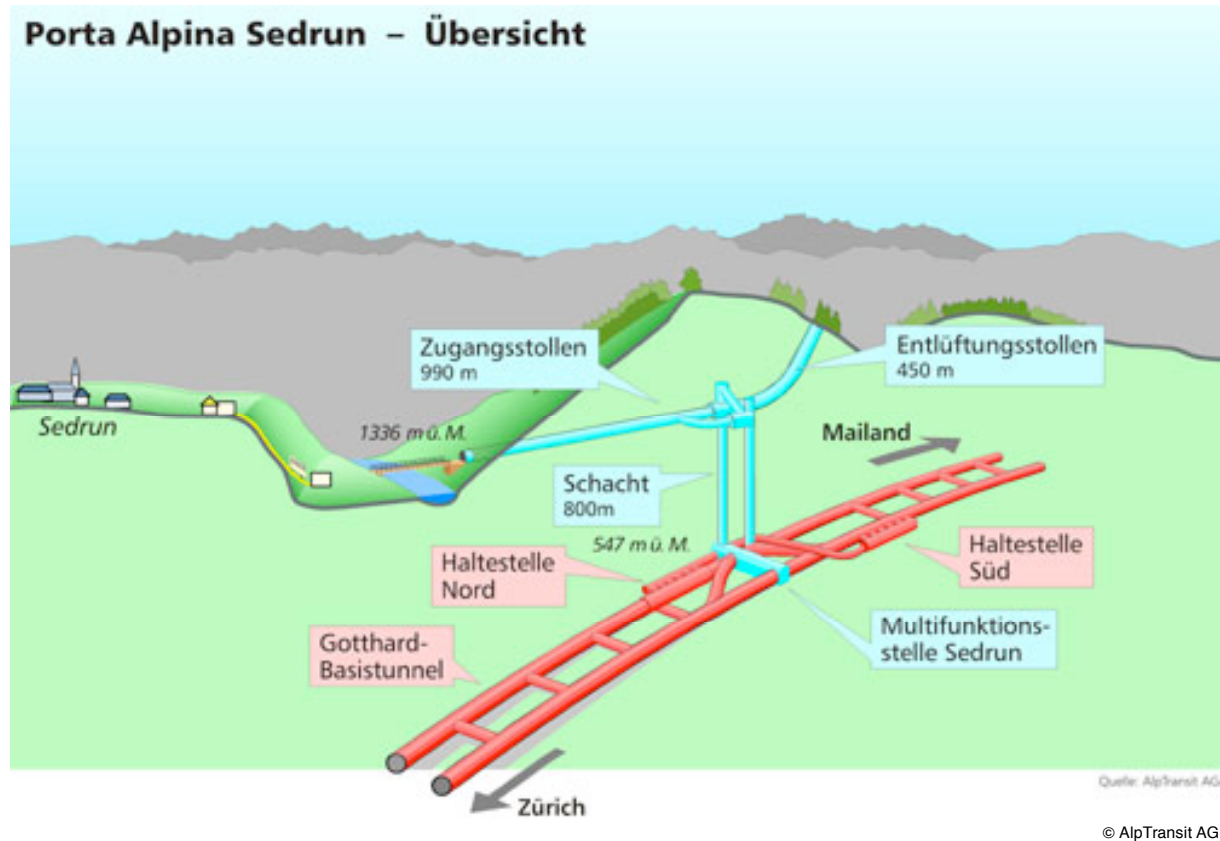 Porta Alpina Sedrun – Übersicht
Zugangsstollen
990 m
Entlüftungsstollen
450 m
Sedrun
1336 m ü. M.
Mailand
Schacht
800m
547 m ü. M.
Haltestelle
Nord
Haltestelle
Süd
Gotthard-
Basistunnel
Multifunktions-
stelle Sedrun
Zürich
Quelle: AlpTransit AG
© AlpTransit AG